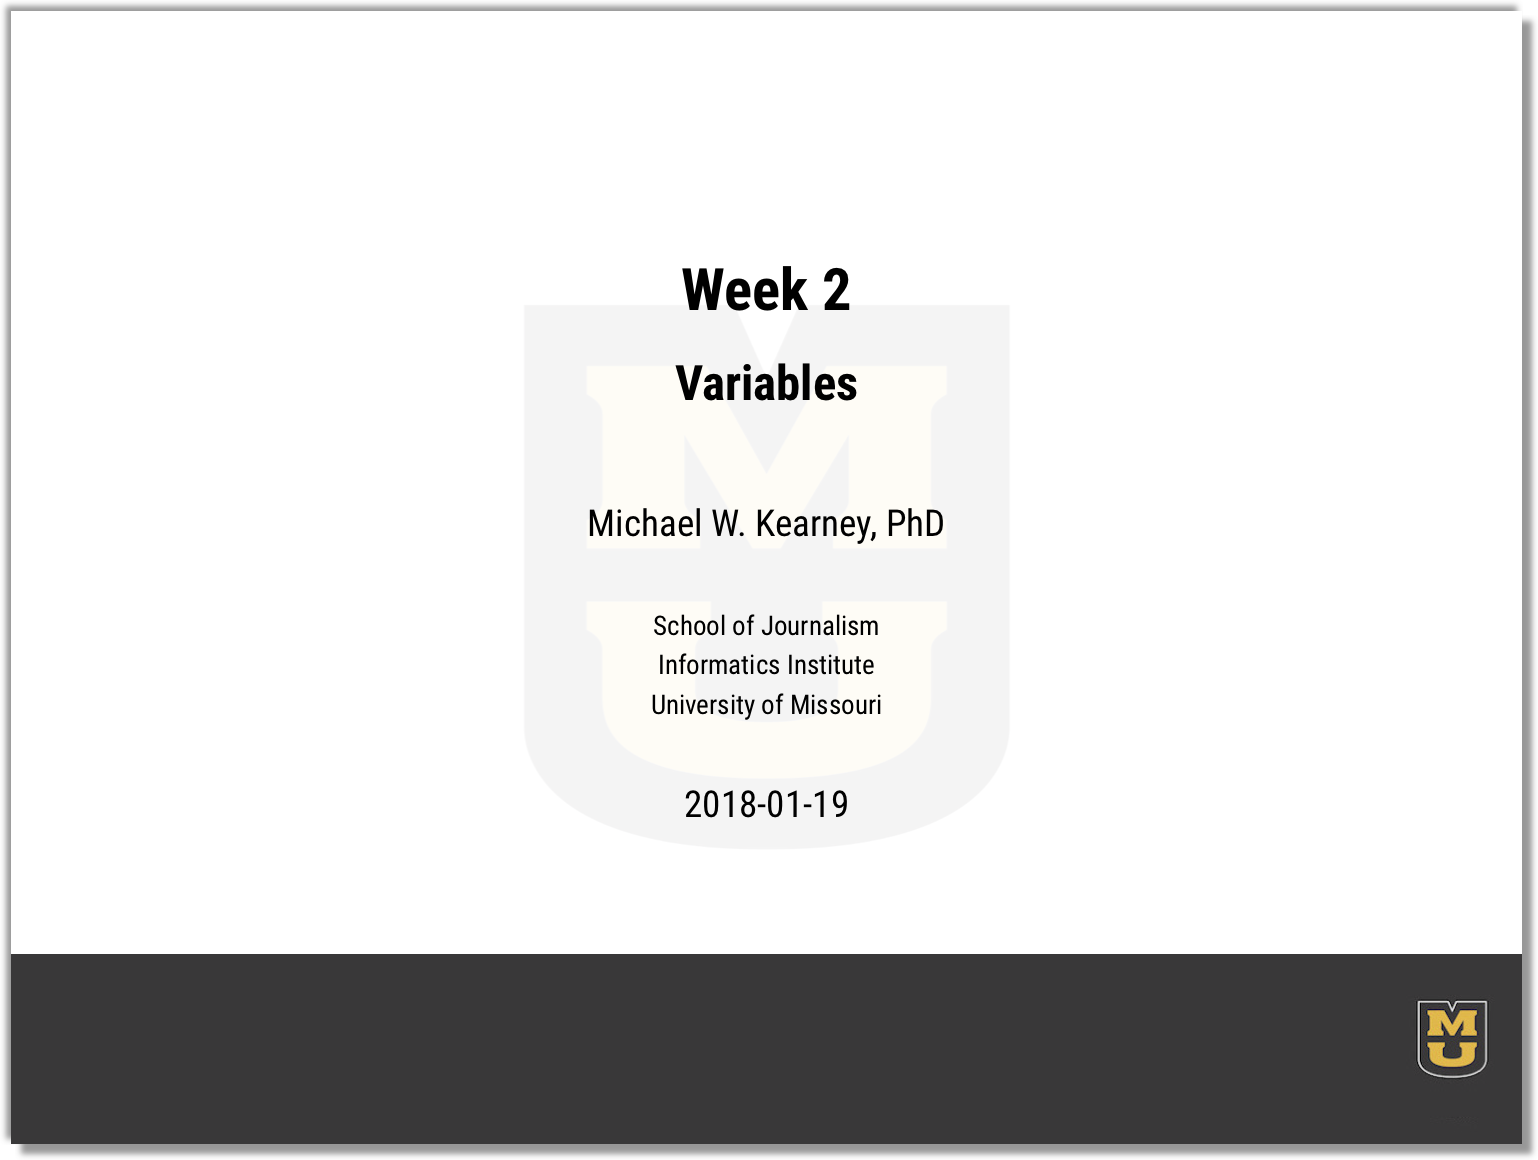 Week 2
Variables
Michael W. Kearney, PhD
School of Journalism
Informatics Institute
University of Missouri
2018-01-19
MU